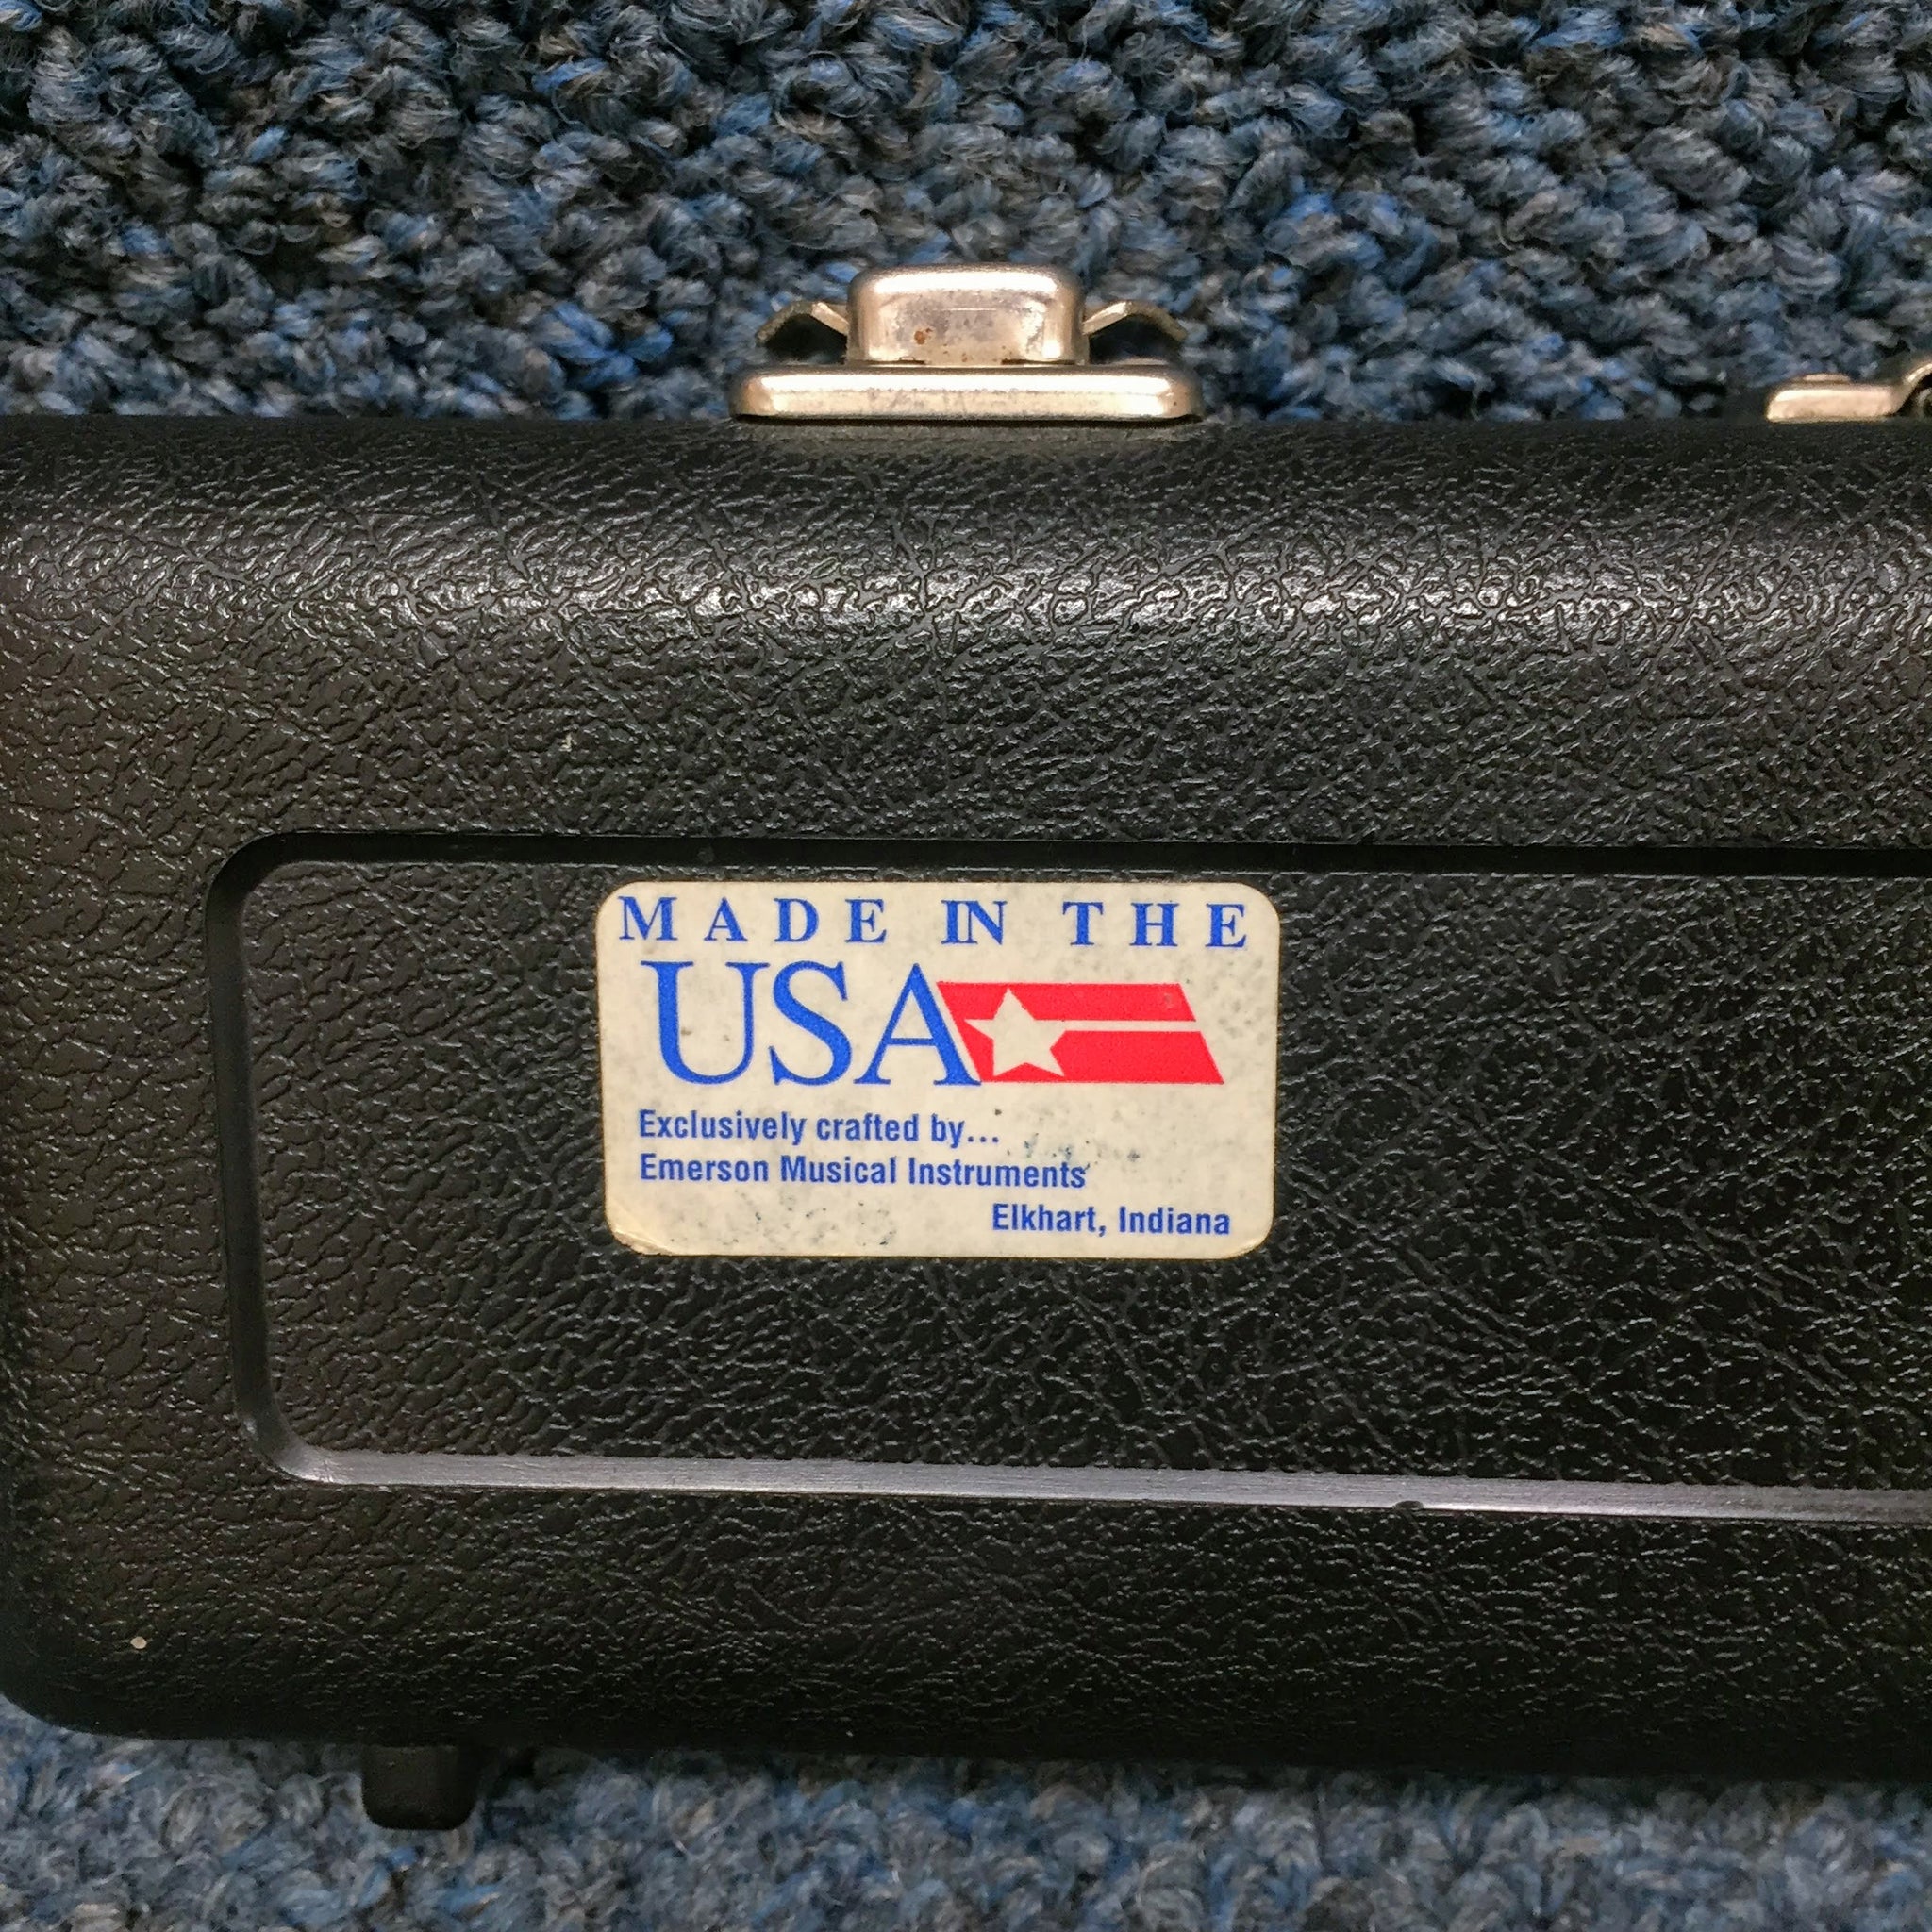 MADE IN THE
USA
Exclusively crafted by...
Emerson Musical Instruments
Elkhart, Indiana